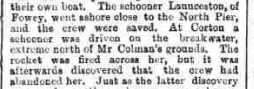 their own boat. The schooner Launceston, of
Fowey, went ashore close to the North Pier,
and the crew were saved. At Corton a
schooner was driven on the breakwater,
extreme north of Mr Colman's grounds. The
rocket was fired across her, but it was
afterwards discovered that the crew had
abandoned her. Just as the latter discovery